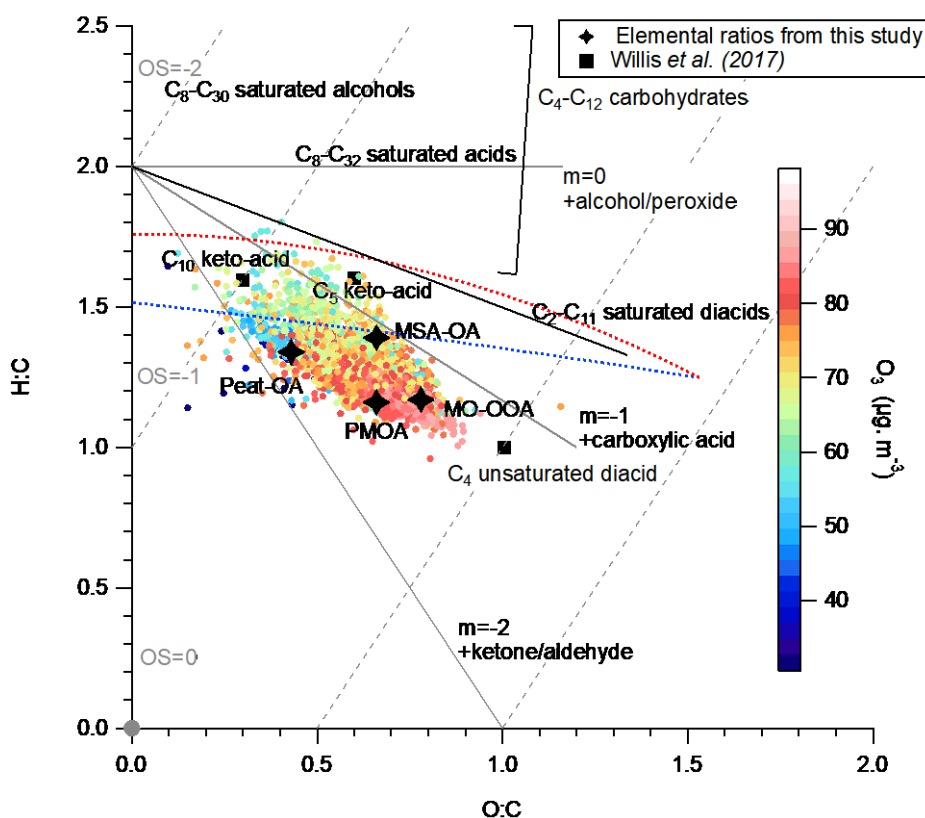 2.5
Elemental ratios from this study
Willis et al. (2017)
OS=-2
C₈-C₃₀ saturated alcohols
C₄-C₁₂ carbohydrates
2.0
C₈-C₃₂ saturated acids
m=0
+alcohol/peroxide
90
C₁₀ keto-acid
C₅ keto-acid
C₂-C₁₁ saturated diacids
80
1.5
MSA-OA
70
H:C
OS=-1
Peat-OA
MO-OOA
PMOA
m=-1
+carboxylic acid
O₃ (µg. m⁻³)
60
1.0
C₄ unsaturated diacid
50
0.5
40
m=-2
+ketone/aldehyde
OS=0
0.0
0.0
0.5
1.0
1.5
2.0
O:C